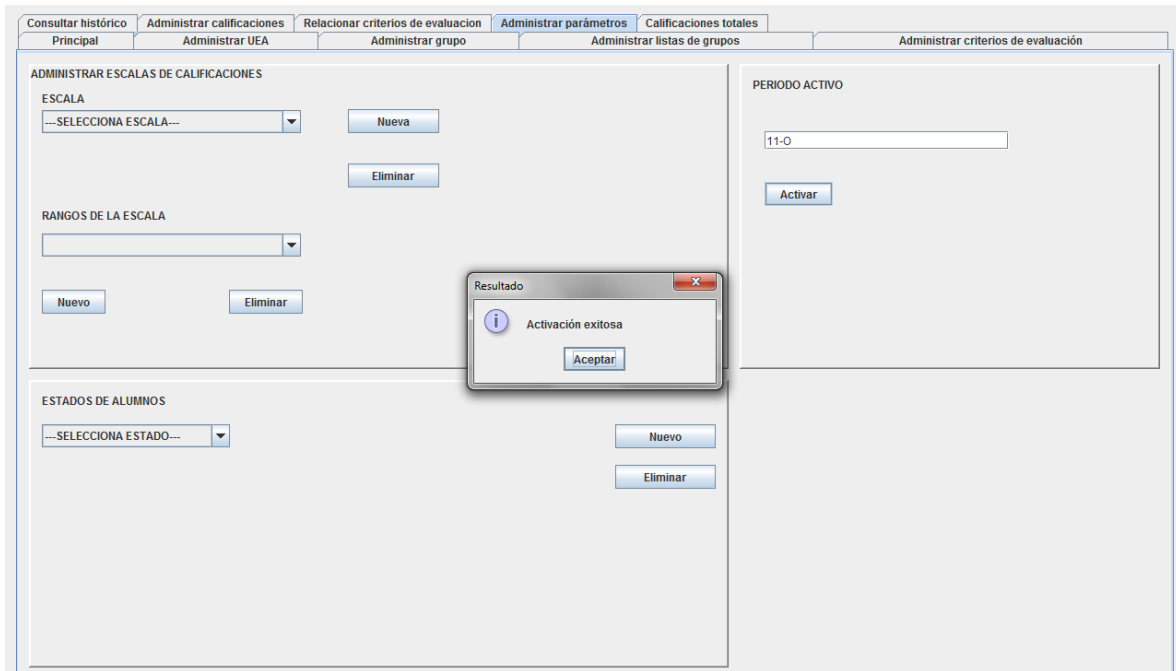 Consultar histórico Administrar calificaciones Relacionar criterios de evaluacion Administrar parámetros Calificaciones totales
Principal Administrar UEA Administrar grupo Administrar listas de grupos Administrar criterios de evaluación
ADMINISTRAR ESCALAS DE CALIFICACIONES
ESCALA
---SELECCIONA ESCALA---
Nueva
Eliminar
RANGOS DE LA ESCALA
Nuevo
Eliminar
PERIODO ACTIVO
11-O
Activar
Resultado
Activación exitosa
Aceptar
ESTADOS DE ALUMNOS
---SELECCIONA ESTADO---
Nuevo
Eliminar